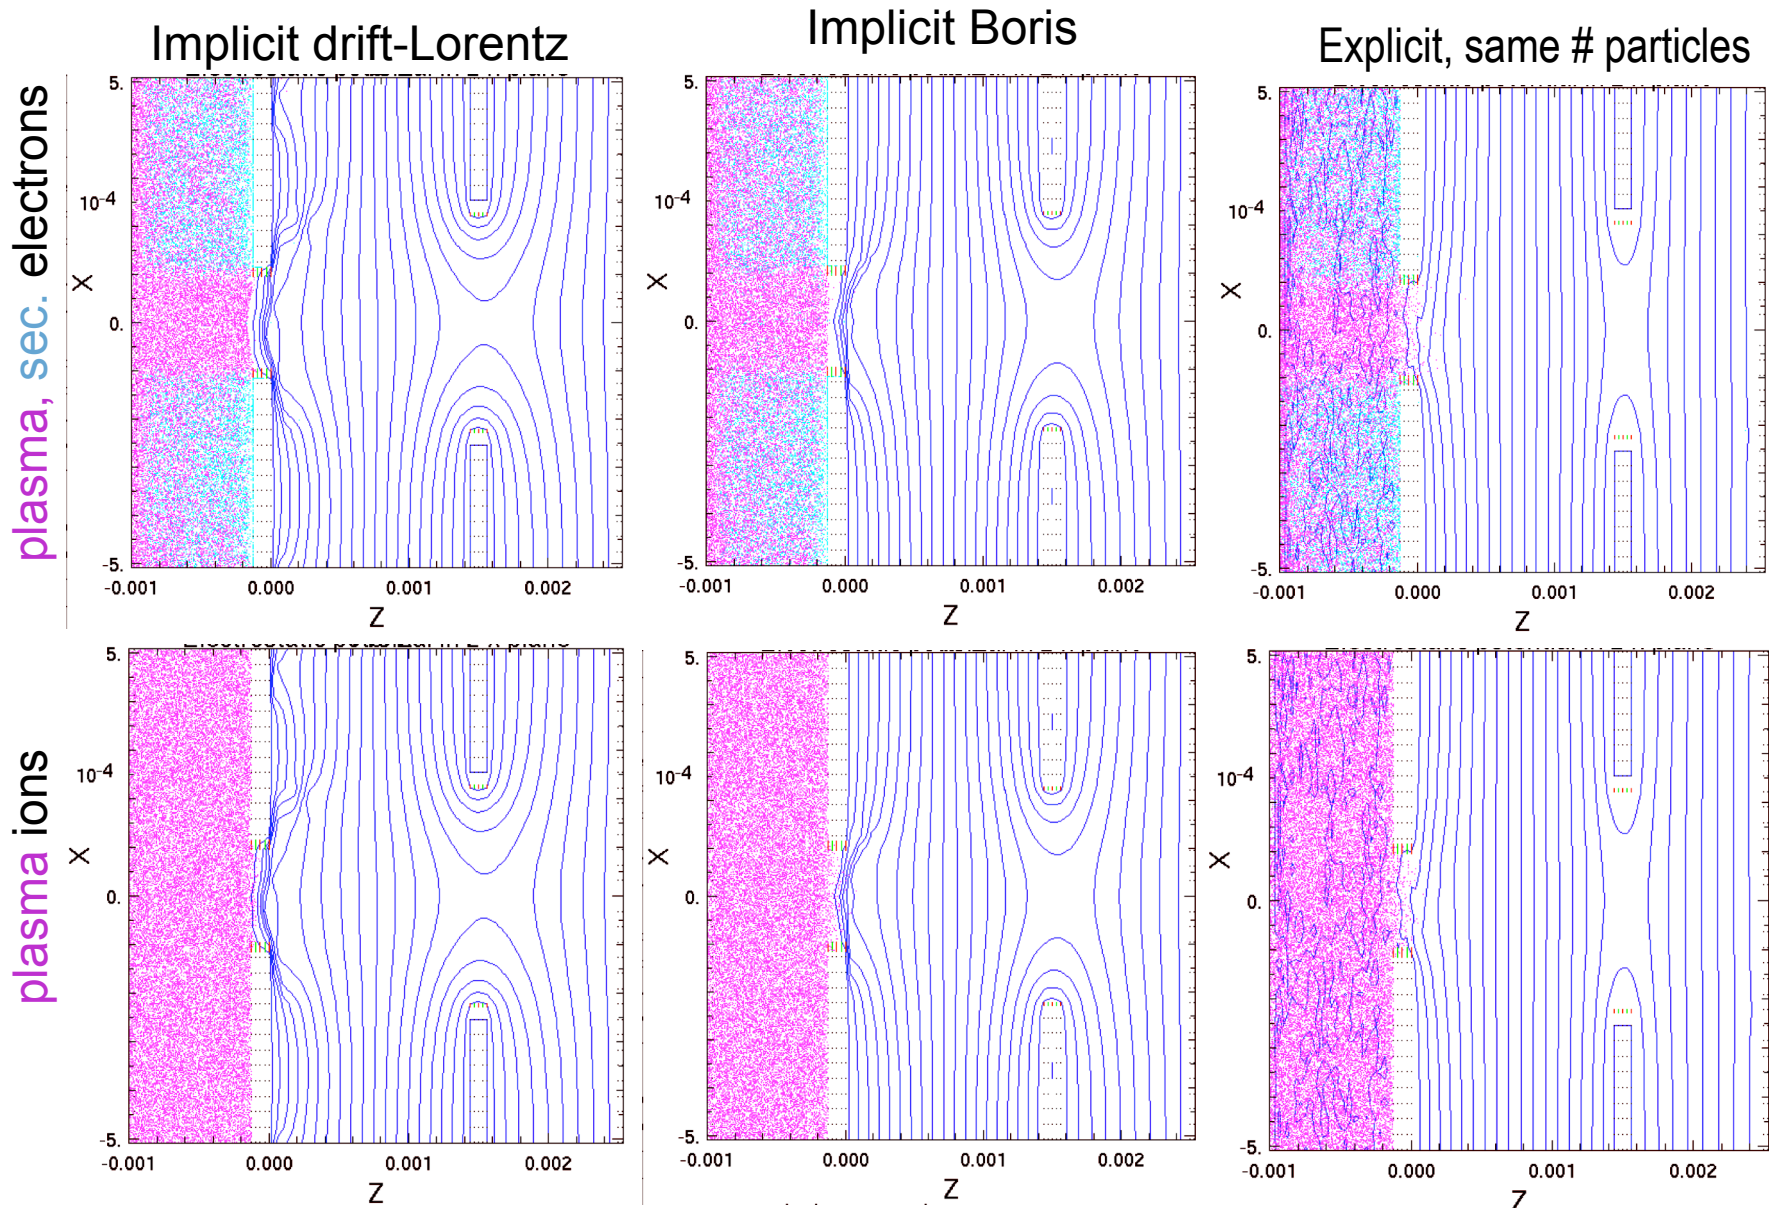 Implicit drift-Lorentz
Implicit Boris
Explicit, same # particles
plasma, sec. electrons
5.
10-4
X
0.
-5.
-0.001 0.000 0.001 0.002
Z
5.
10-4
X
0.
-5.
-0.001 0.000 0.001 0.002
Z
5.
10-4
X
0.
-5.
-0.001 0.000 0.001 0.002
Z
plasma ions
5.
10-4
X
0.
-5.
-0.001 0.000 0.001 0.002
Z
5.
10-4
X
0.
-5.
-0.001 0.000 0.001 0.002
Z
5.
10-4
X
0.
-5.
-0.001 0.000 0.001 0.002
Z